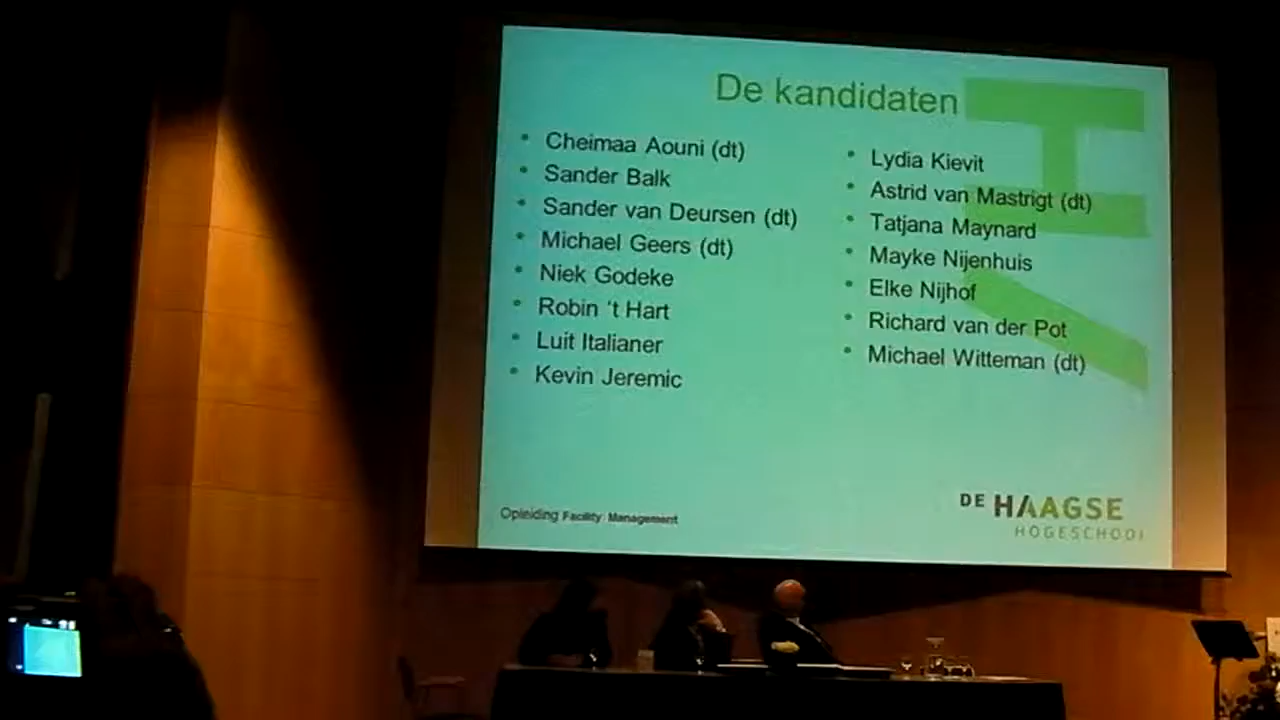 De kandidaten
Cheimaa Aouni (dt)
Sander Balk
Sander van Deursen (dt)
Michael Geers (dt)
Niek Godeke
Robin ‘t Hart
Luit Italianer
Kevin Jeremic
Lydia Kievit
Astrid van Mastrigt (dt)
Tatjana Maynard
Mayke Nijenhuis
Elke Nijhof
Richard van der Pot
Michael Witteman (dt)
Opleiding Facility Management
DE HAAGSE
HOGESCHOOL